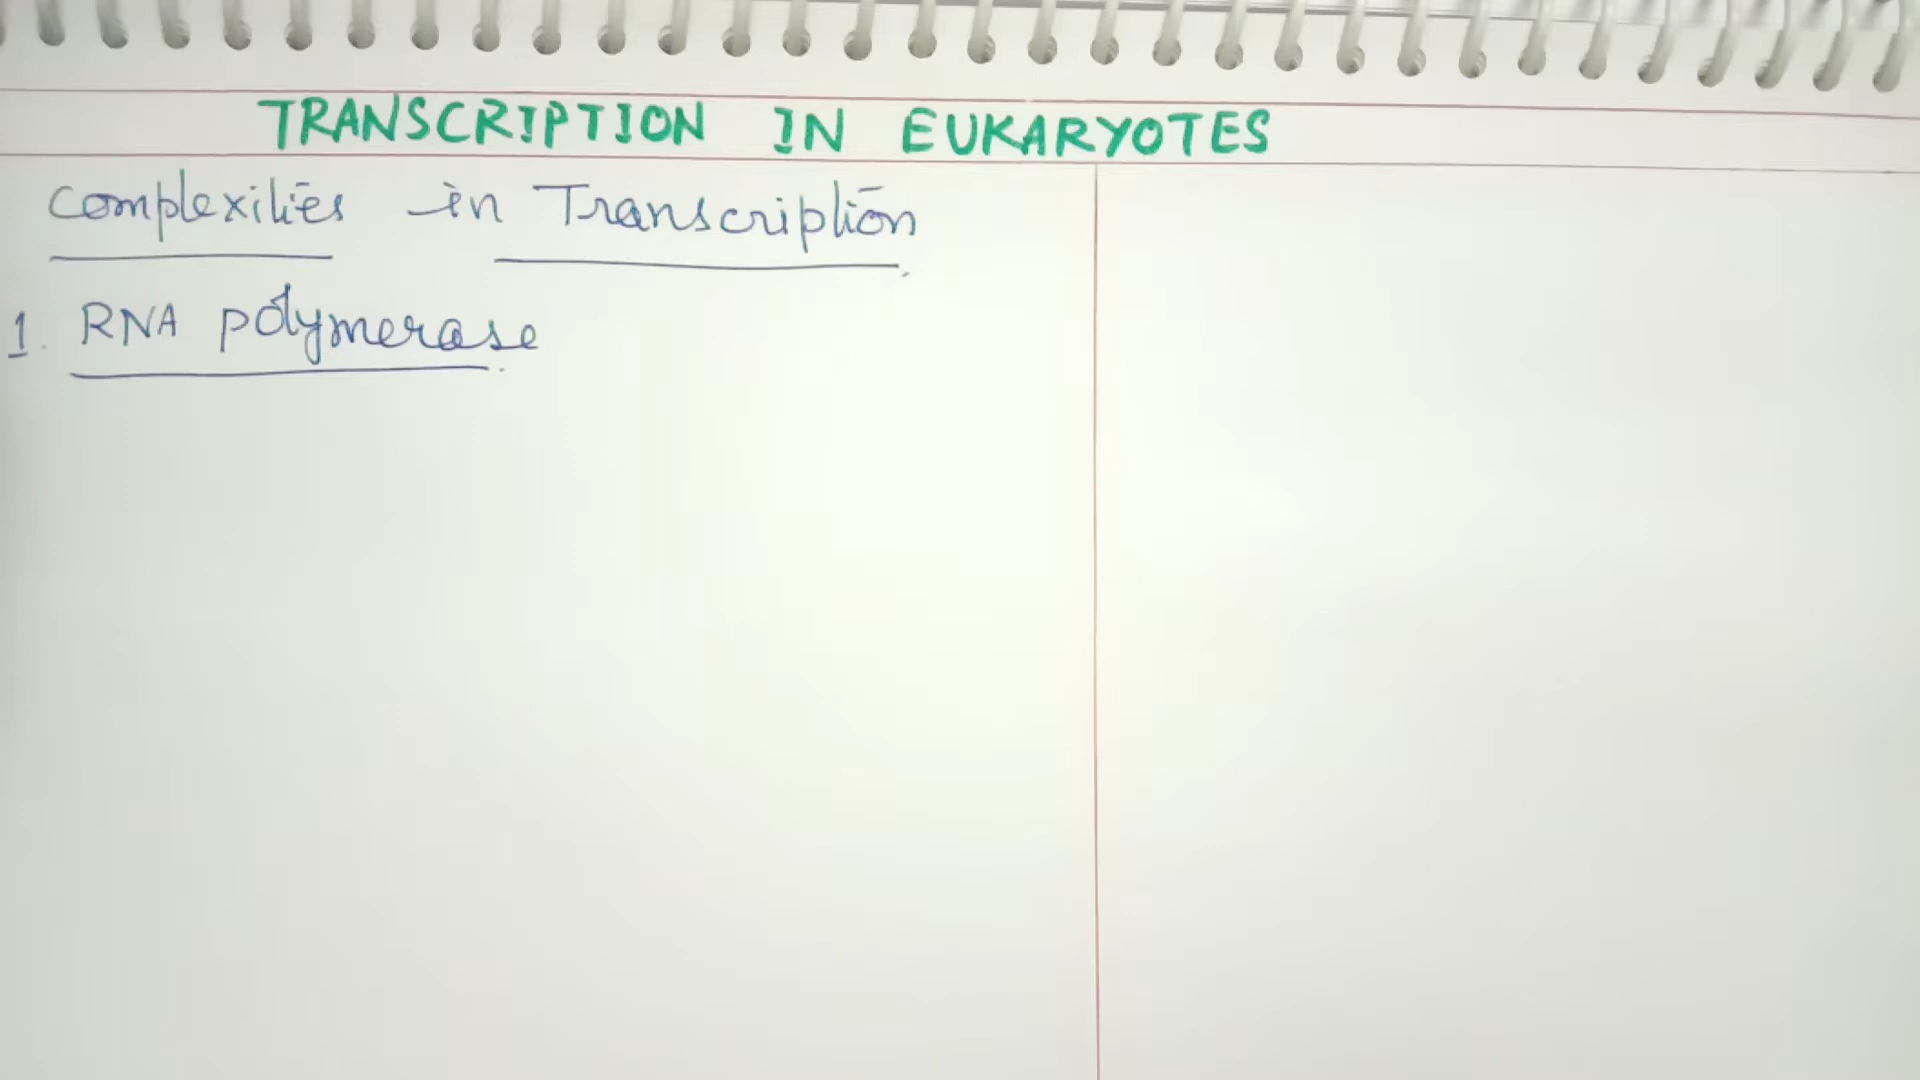 TRANSCRIPTION IN EUKARYOTES
Complexities in Transcription
1. RNA polymerase